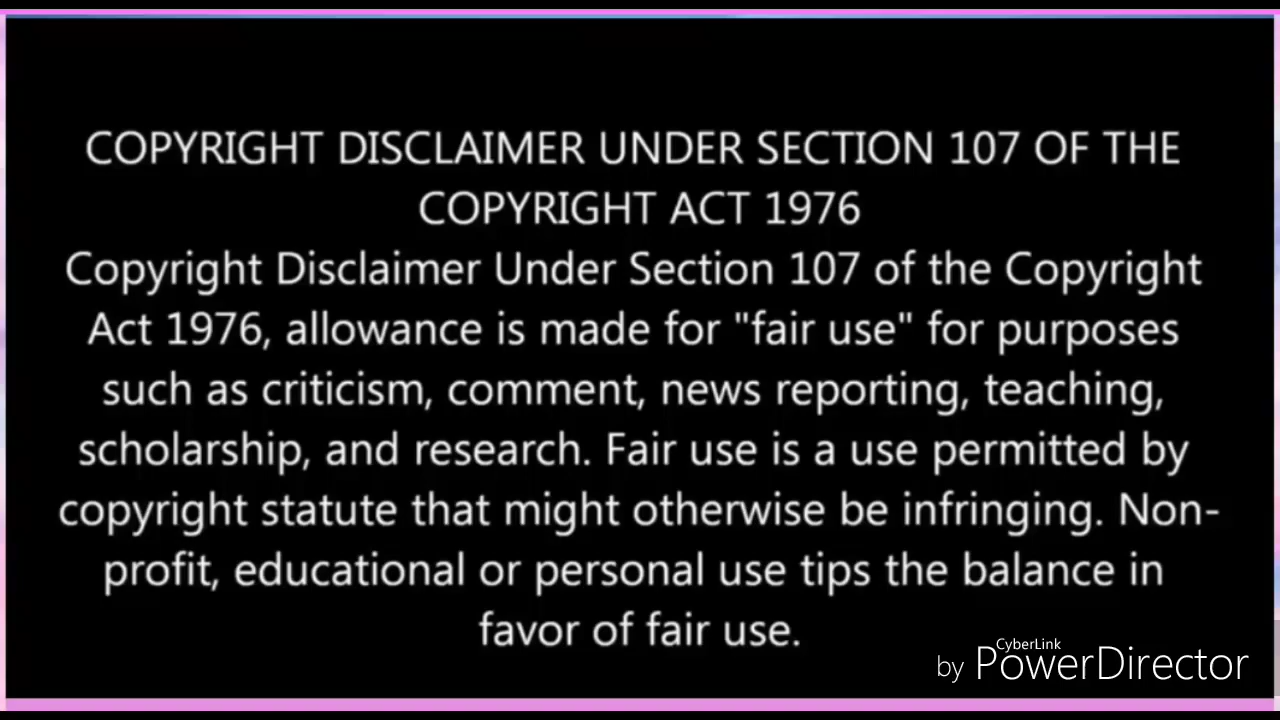 COPYRIGHT DISCLAIMER UNDER SECTION 107 OF THE
COPYRIGHT ACT 1976
Copyright Disclaimer Under Section 107 of the Copyright
Act 1976, allowance is made for "fair use" for purposes
such as criticism, comment, news reporting, teaching,
scholarship, and research. Fair use is a use permitted by
copyright statute that might otherwise be infringing. Non-
profit, educational or personal use tips the balance in
favor of fair use.
CyberLink
by PowerDirector